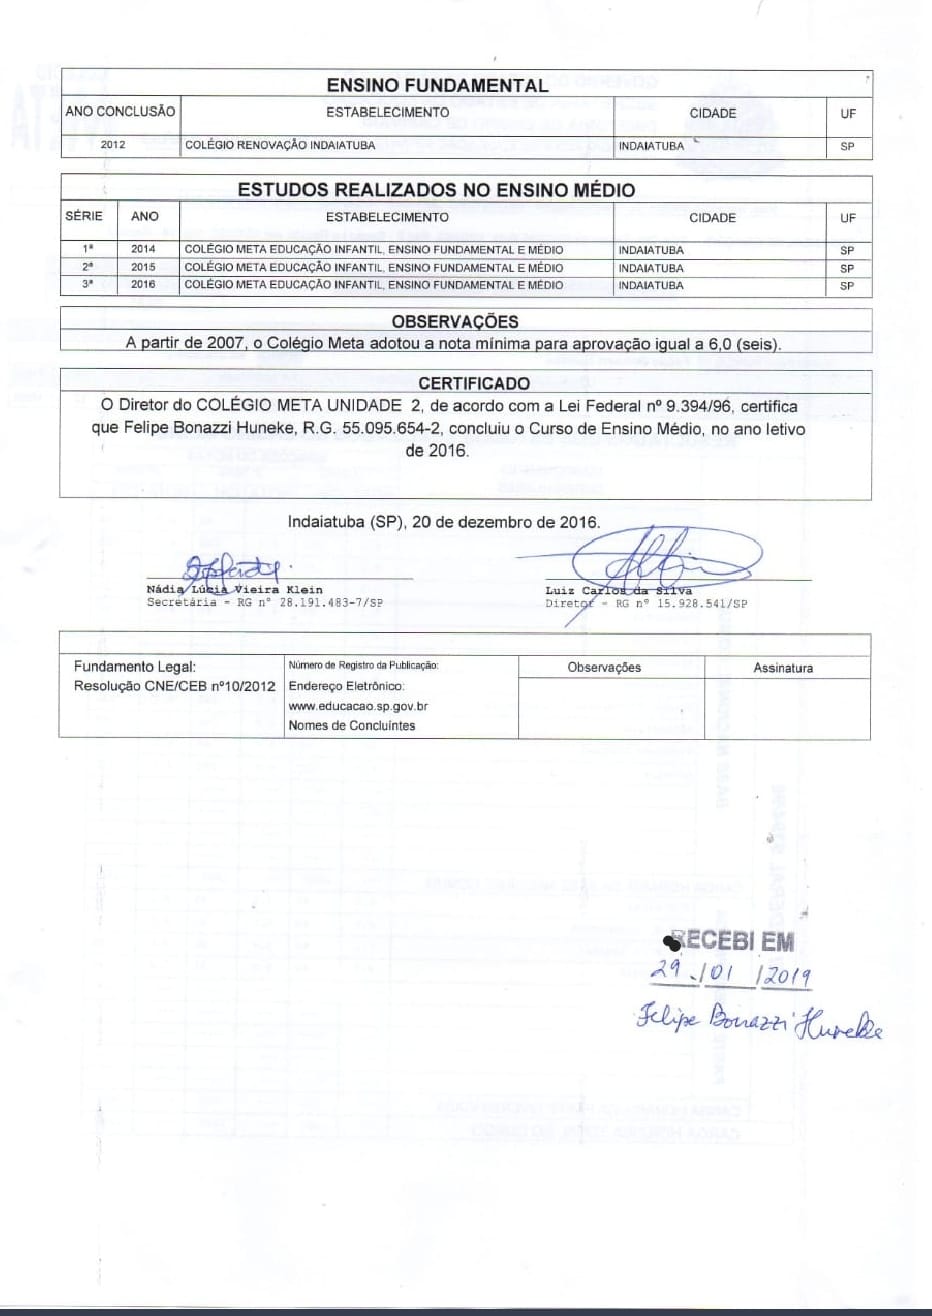 ENSINO FUNDAMENTAL
ANO CONCLUSÃO ESTABELECIMENTO CIDADE UF
2012 COLÉGIO RENOVAÇÃO INDAIATUBA INDAIATUBA SP
ESTUDOS REALIZADOS NO ENSINO MÉDIO
SÉRIE ANO ESTABELECIMENTO CIDADE UF
1ª 2014 COLÉGIO META EDUCAÇÃO INFANTIL, ENSINO FUNDAMENTAL E MÉDIO INDAIATUBA SP
2ª 2015 COLÉGIO META EDUCAÇÃO INFANTIL, ENSINO FUNDAMENTAL E MÉDIO INDAIATUBA SP
3ª 2016 COLÉGIO META EDUCAÇÃO INFANTIL, ENSINO FUNDAMENTAL E MÉDIO INDAIATUBA SP
OBSERVAÇÕES
A partir de 2007, o Colégio Meta adotou a nota mínima para aprovação igual a 6,0 (seis).
CERTIFICADO
O Diretor do COLÉGIO META UNIDADE 2, de acordo com a Lei Federal nº 9.394/96, certifica
que Felipe Bonazzi Huneke, R.G. 55.095.654-2, concluiu o Curso de Ensino Médio, no ano letivo
de 2016.
Indaiatuba (SP), 20 de dezembro de 2016.
Nádia Lúcia Vieira Klein
Secretária = RG nº 28.191.483-7/SP
Luiz Carlos da Silva
Diretor = RG nº 15.928.541/SP
Fundamento Legal:
Resolução CNE/CEB nº10/2012
Número de Registro da Publicação:
Endereço Eletrônico:
www.educacao.sp.gov.br
Nomes de Concluíntes
Observações
Assinatura
RECEBI EM
29/01/2019
Felipe Bonazzi Huneke